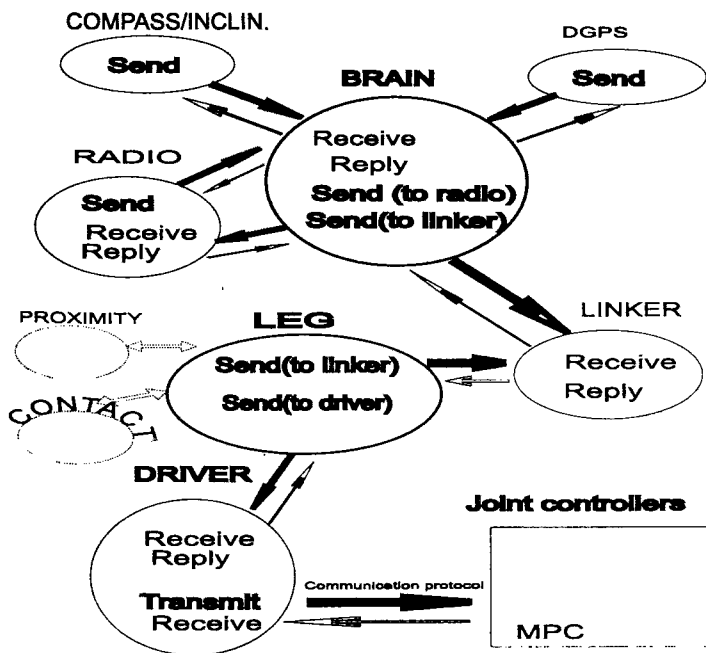 COMPASS/INCLIN.
Send
DGPS
Send
BRAIN
Receive
Reply
Send (to radio)
Send(to linker)
RADIO
Send
Receive
Reply
LINKER
Receive
Reply
PROXIMITY
LEG
Send(to linker)
Send(to driver)
CONTACT
DRIVER
Receive
Reply
Transmit
Receive
Communication protocol
Joint controllers
MPC